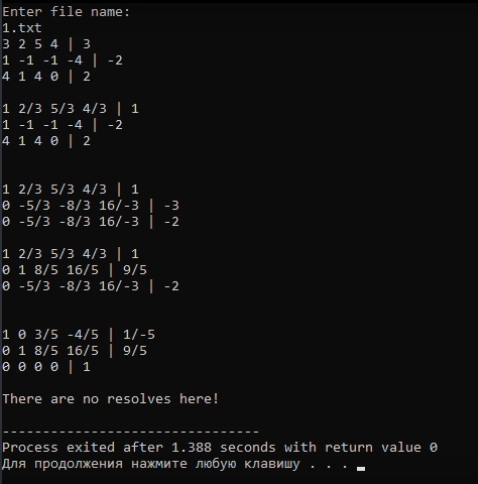 Enter file name:
1.txt
3 2 5 4 | 3
1 -1 -1 -4 | -2
4 1 4 0 | 2
1 2/3 5/3 4/3 | 1
1 -1 -1 -4 | -2
4 1 4 0 | 2
1 2/3 5/3 4/3 | 1
0 -5/3 -8/3 16/-3 | -3
0 -5/3 -8/3 16/-3 | -2
1 2/3 5/3 4/3 | 1
0 1 8/5 16/5 | 9/5
0 -5/3 -8/3 16/-3 | -2
1 0 3/5 -4/5 | 1/-5
0 1 8/5 16/5 | 9/5
0 0 0 0 | 1
There are no resolves here!
--------------------------------
Process exited after 1.388 seconds with return value 0
Для продолжения нажмите любую клавишу . . .